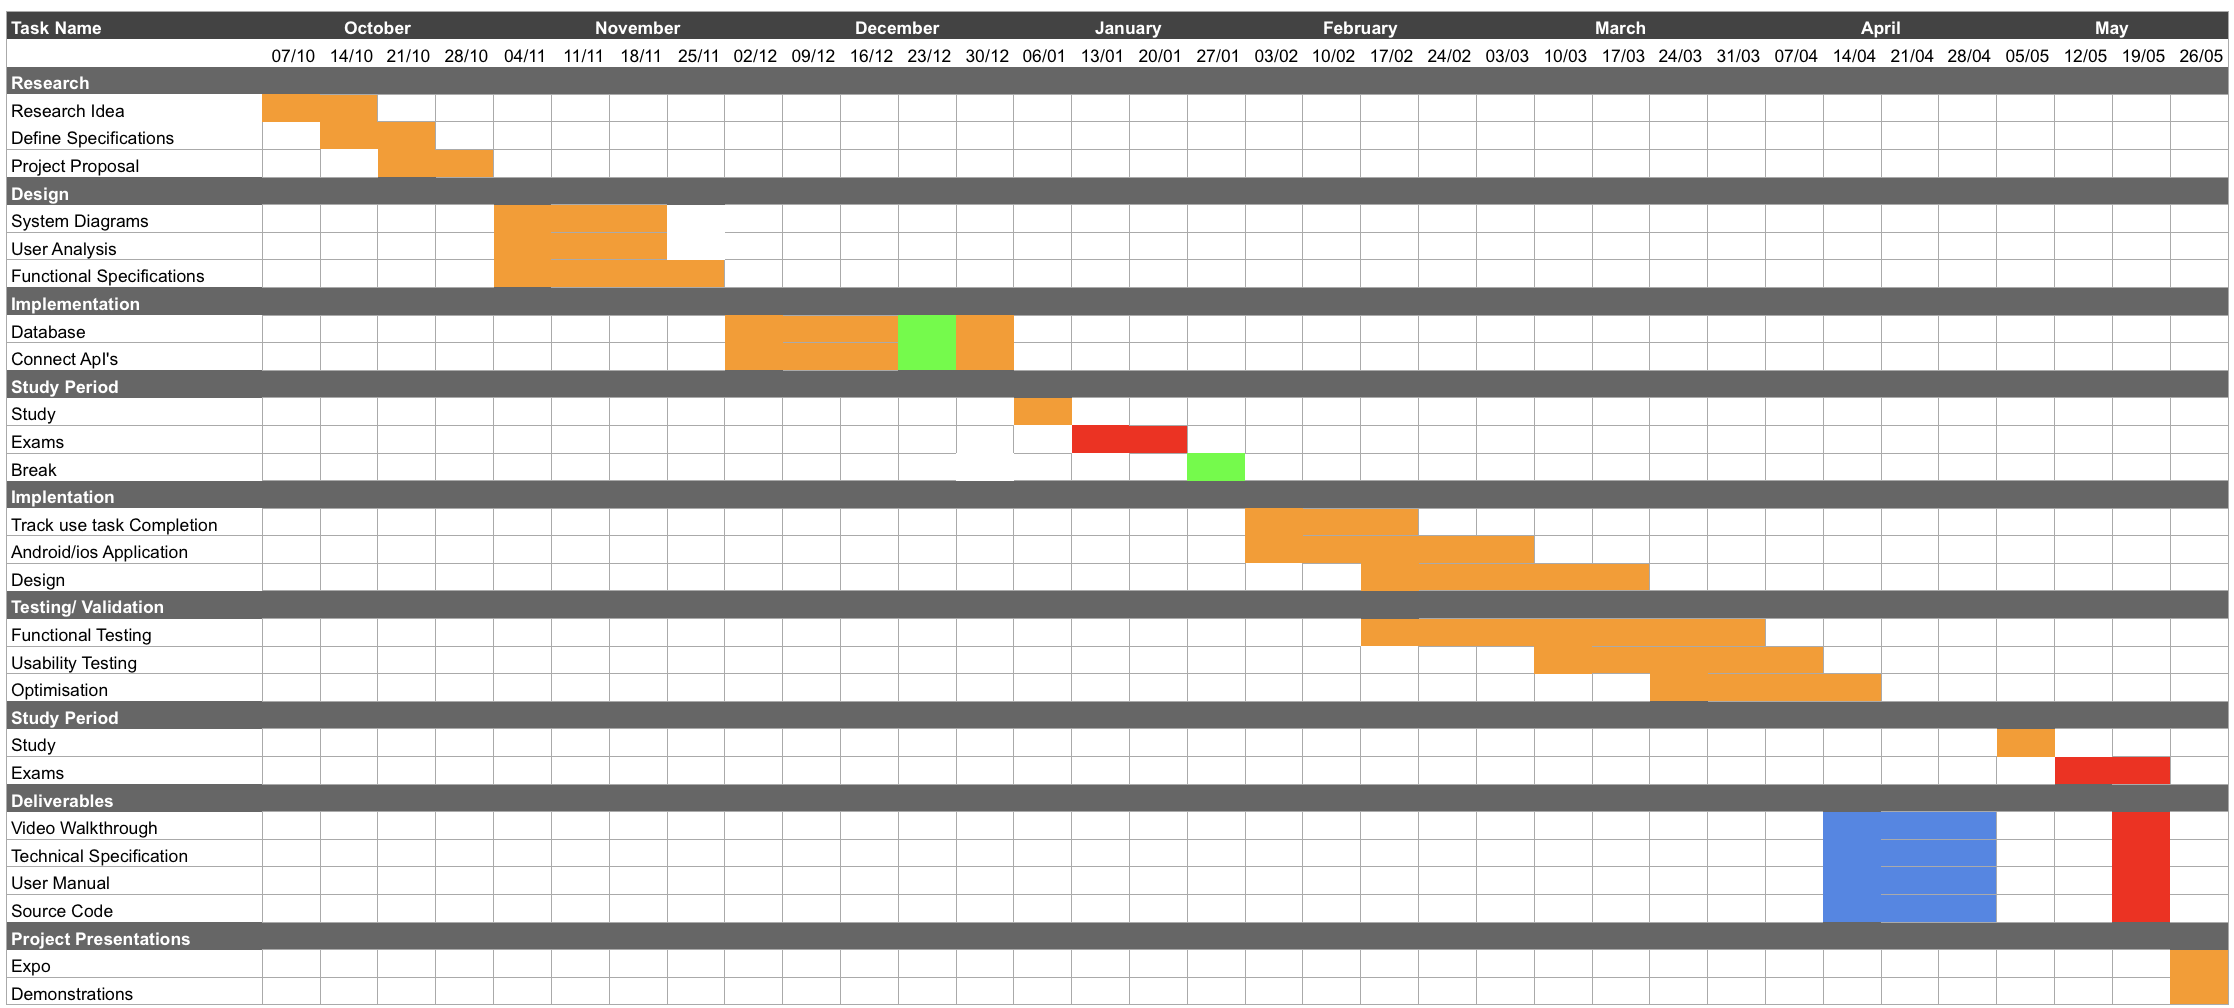 Task Name October November December January February March April May
07/10 14/10 21/10 28/10 04/11 11/11 18/11 25/11 02/12 09/12 16/12 23/12 30/12 06/01 13/01 20/01 27/01 03/02 10/02 17/02 24/02 03/03 10/03 17/03 24/03 31/03 07/04 14/04 21/04 28/04 05/05 12/05 19/05 26/05
Research
Research Idea
Define Specifications
Project Proposal
Design
System Diagrams
User Analysis
Functional Specifications
Implementation
Database
Connect ApI's
Study Period
Study
Exams
Break
Implentation
Track use task Completion
Android/ios Application
Design
Testing/ Validation
Functional Testing
Usability Testing
Optimisation
Study Period
Study
Exams
Deliverables
Video Walkthrough
Technical Specification
User Manual
Source Code
Project Presentations
Expo
Demonstrations